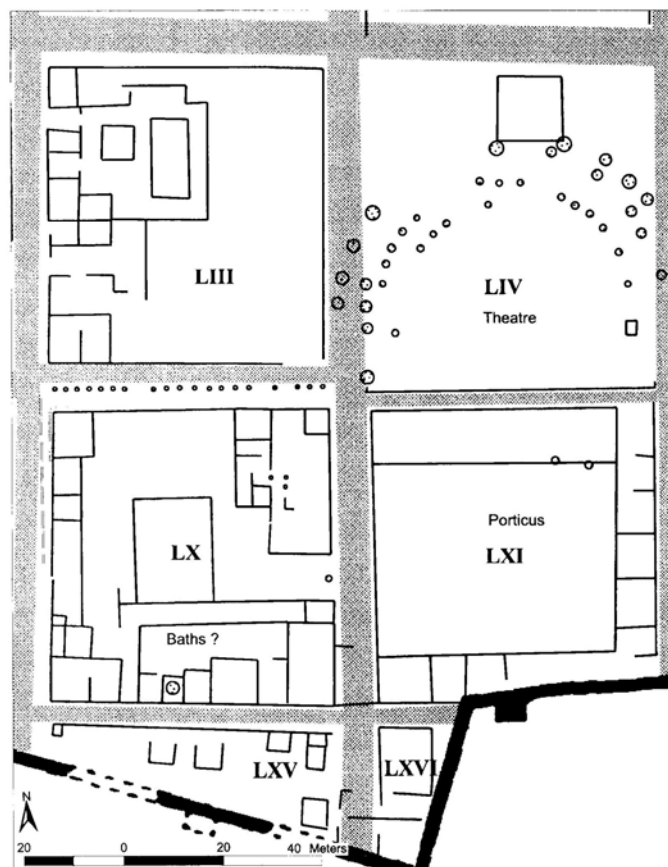 LIII
LIV
Theatre
Porticus
LX
LXI
Baths ?
LXV
LXVI
N
20 0 20 40 Meters